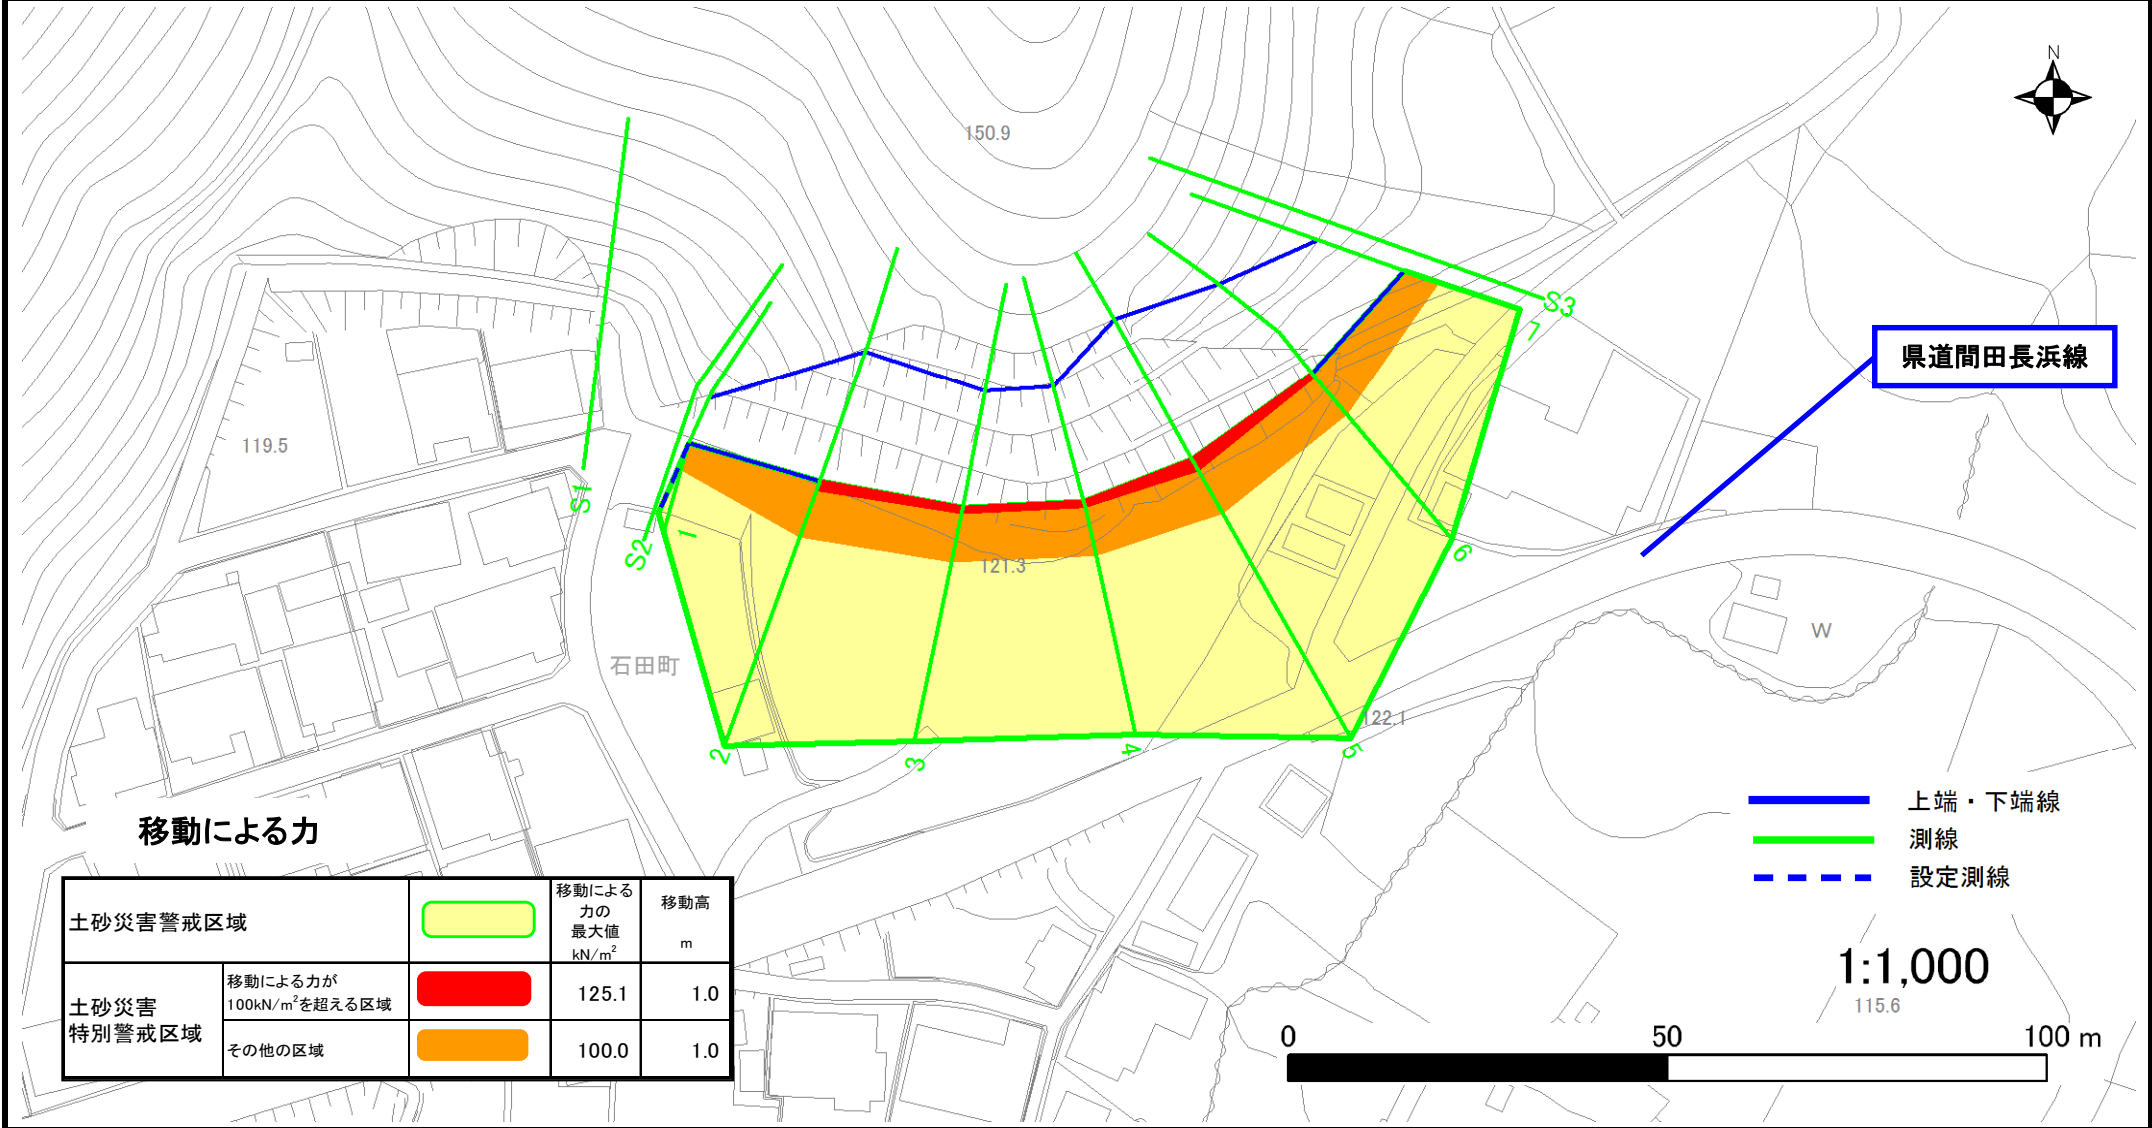 N
150.9
S3
7
県道間田長浜線
119.5
S1
S2
1
6
121.3
W
石田町
122.1
2
3
4
5
上端・下端線
測線
設定測線
移動による力
土砂災害警戒区域
移動による
力の
最大値
kN/m²
移動高
m
土砂災害
特別警戒区域
移動による力が
100kN/m²を超える区域
125.1
1.0
その他の区域
100.0
1.0
1:1,000
115.6
0
50
100 m